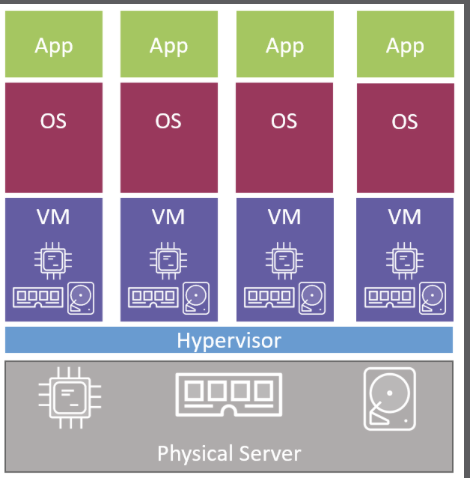 App App App App
OS OS OS OS
VM VM VM VM
Hypervisor
Physical Server